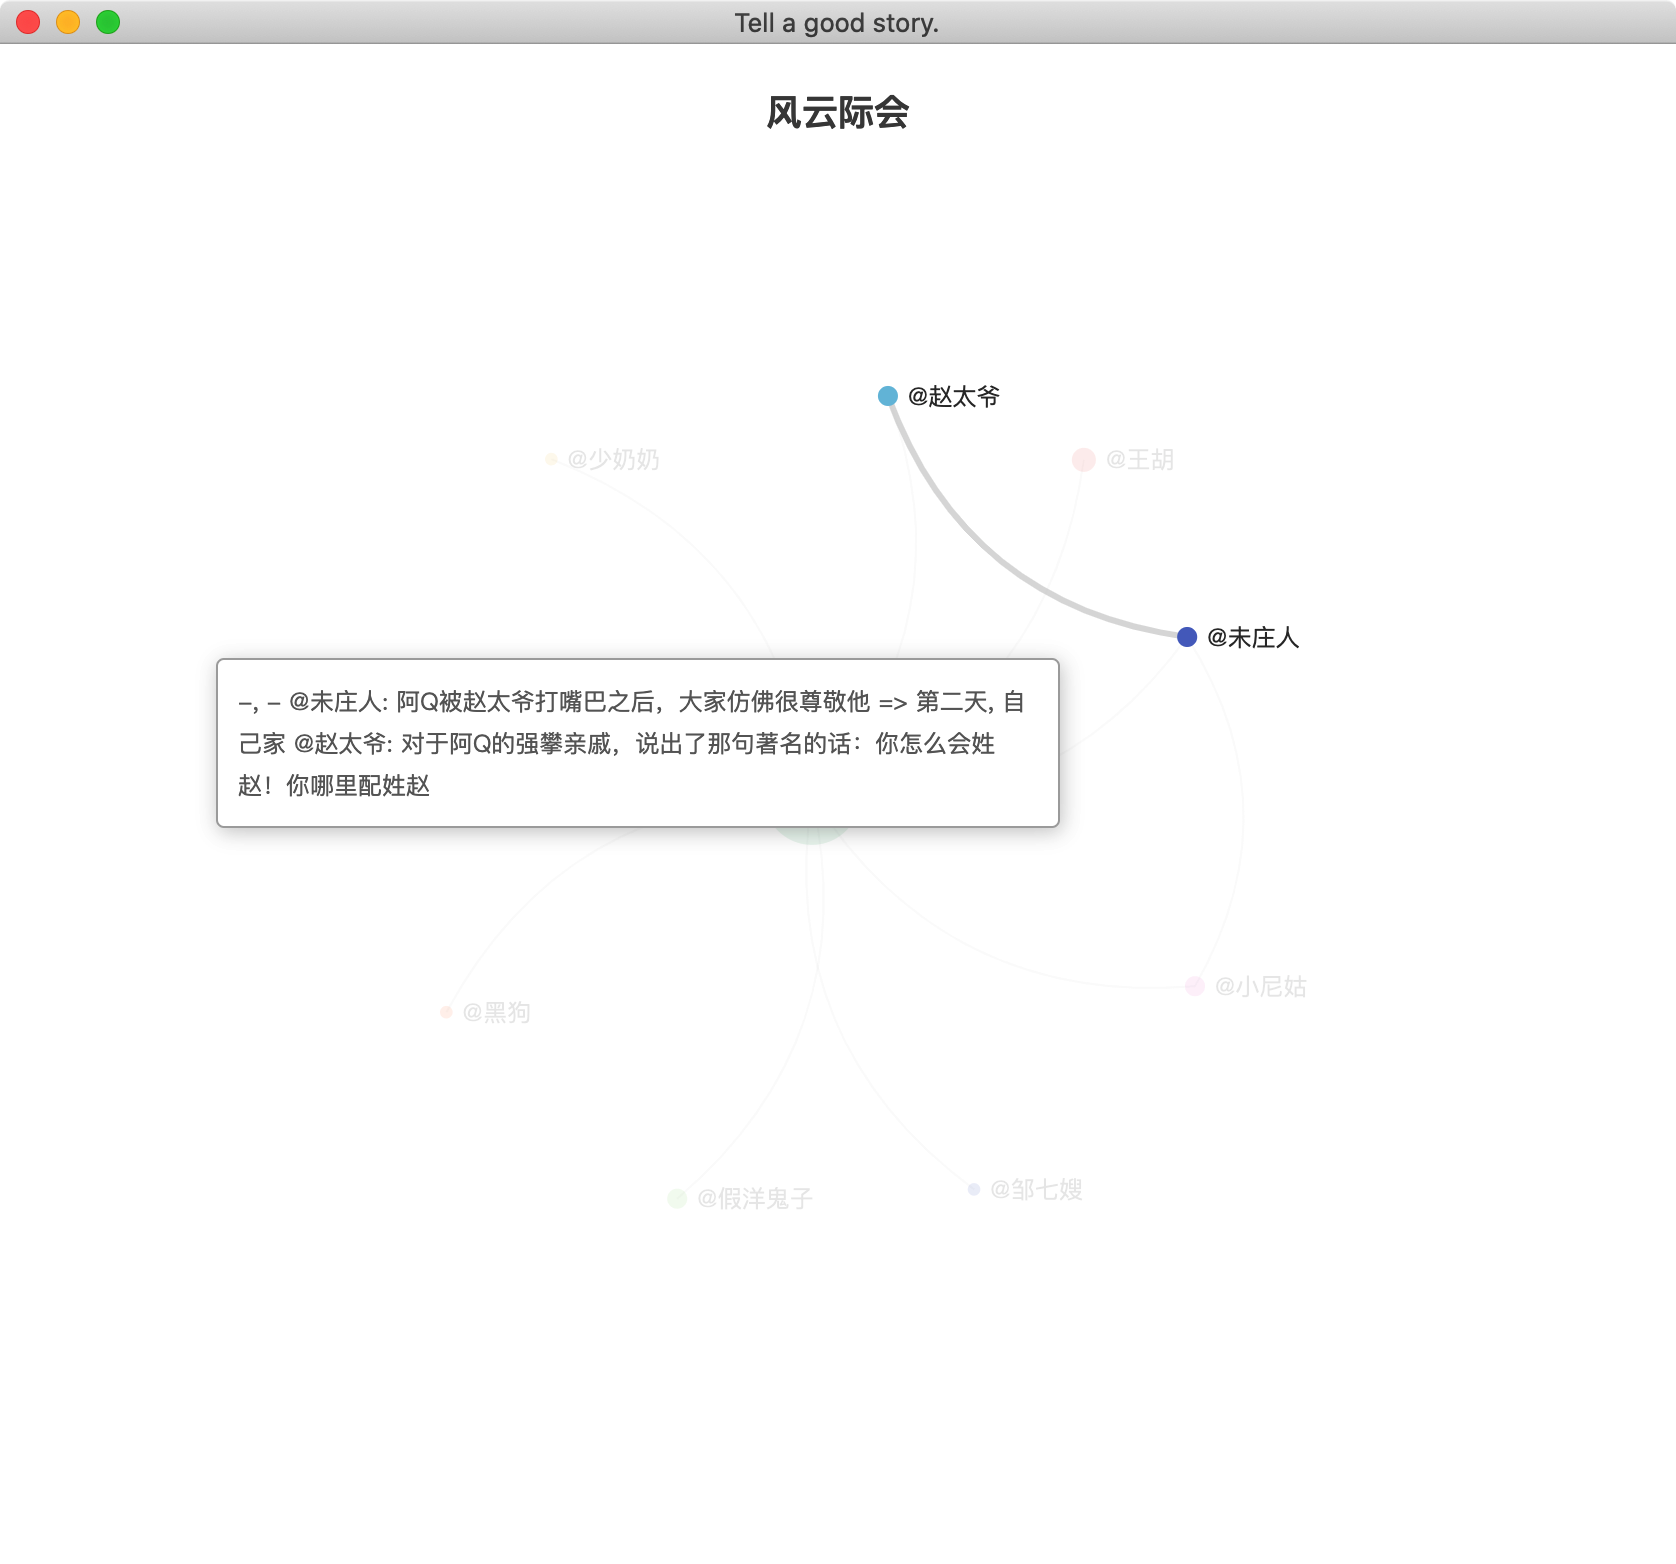 Tell a good story.
风云际会
@赵太爷
@少奶奶
@王胡
@未庄人
–, – @未庄人: 阿Q被赵太爷打嘴巴之后，大家仿佛很尊敬他 => 第二天, 自
己家 @赵太爷: 对于阿Q的强攀亲戚，说出了那句著名的话：你怎么会姓
赵！你哪里配姓赵
@小尼姑
@黑狗
@假洋鬼子
@邹七嫂